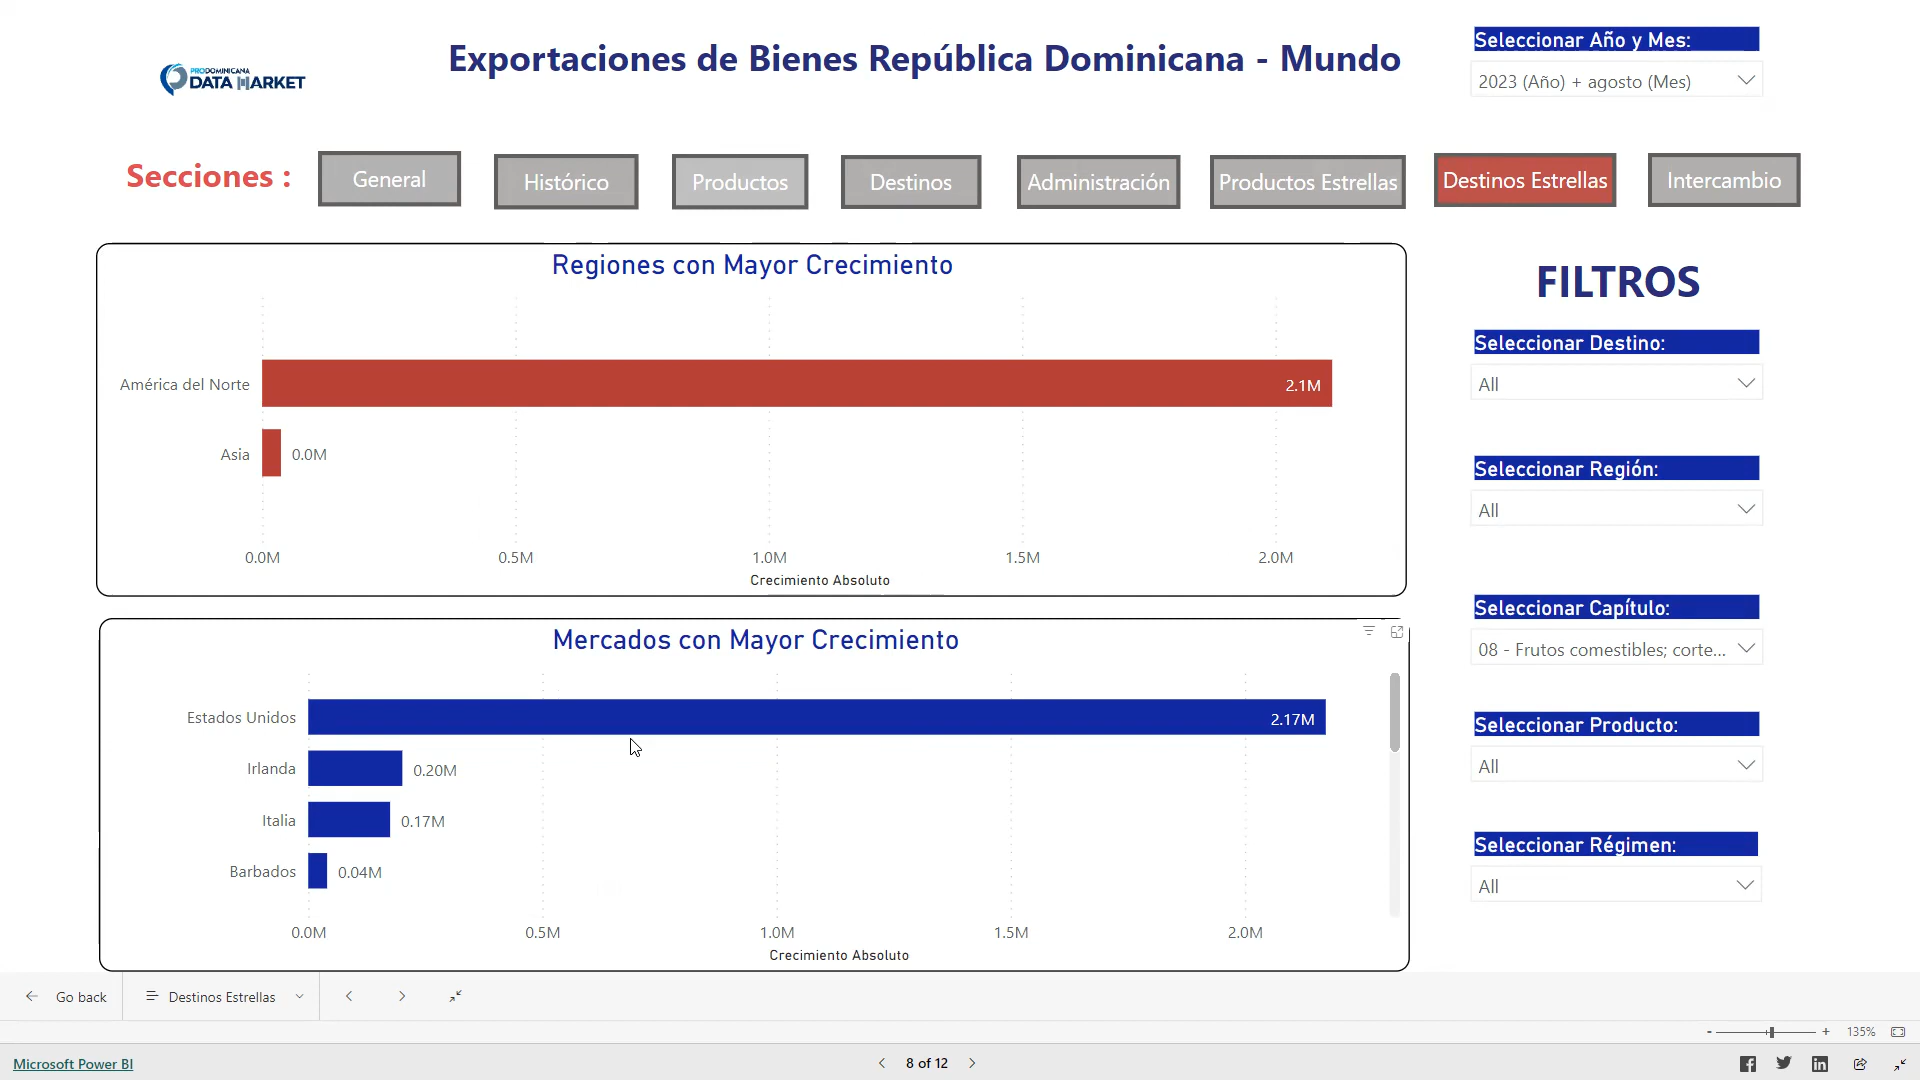 PRODOMINICANA
DATA MARKET
Exportaciones de Bienes República Dominicana - Mundo
Seleccionar Año y Mes:
2023 (Año) + agosto (Mes)
Secciones :
General
Histórico
Productos
Destinos
Administración
Productos Estrellas
Destinos Estrellas
Intercambio
Regiones con Mayor Crecimiento
América del Norte
2.1M
Asia
0.0M
0.0M
0.5M
1.0M
1.5M
2.0M
Crecimiento Absoluto
Mercados con Mayor Crecimiento
Estados Unidos
2.17M
Irlanda
0.20M
Italia
0.17M
Barbados
0.04M
0.0M
0.5M
1.0M
1.5M
2.0M
Crecimiento Absoluto
FILTROS
Seleccionar Destino:
All
Seleccionar Región:
All
Seleccionar Capítulo:
08 - Frutos comestibles; corte...
Seleccionar Producto:
All
Seleccionar Régimen:
All
Go back
Destinos Estrellas
- + 135%
Microsoft Power BI
8 of 12